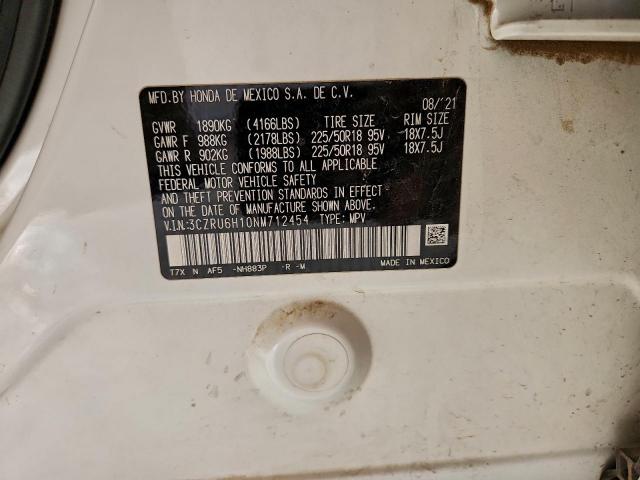 MFD.BY HONDA DE MEXICO S.A. DE C.V. 08/'21
GVWR 1890KG (4166LBS) TIRE SIZE RIM SIZE
GAWR F 988KG (2178LBS) 225/50R18 95V 18X7.5J
GAWR R 902KG (1988LBS) 225/50R18 95V 18X7.5J
THIS VEHICLE CONFORMS TO ALL APPLICABLE
FEDERAL MOTOR VEHICLE SAFETY
AND THEFT PREVENTION STANDARDS IN EFFECT
ON THE DATE OF MANUFACTURE SHOWN ABOVE.
V.I.N.:3CZRU6H10NM712454 TYPE: MPV
T7X N AF5 -NH883P -R -M MADE IN MEXICO